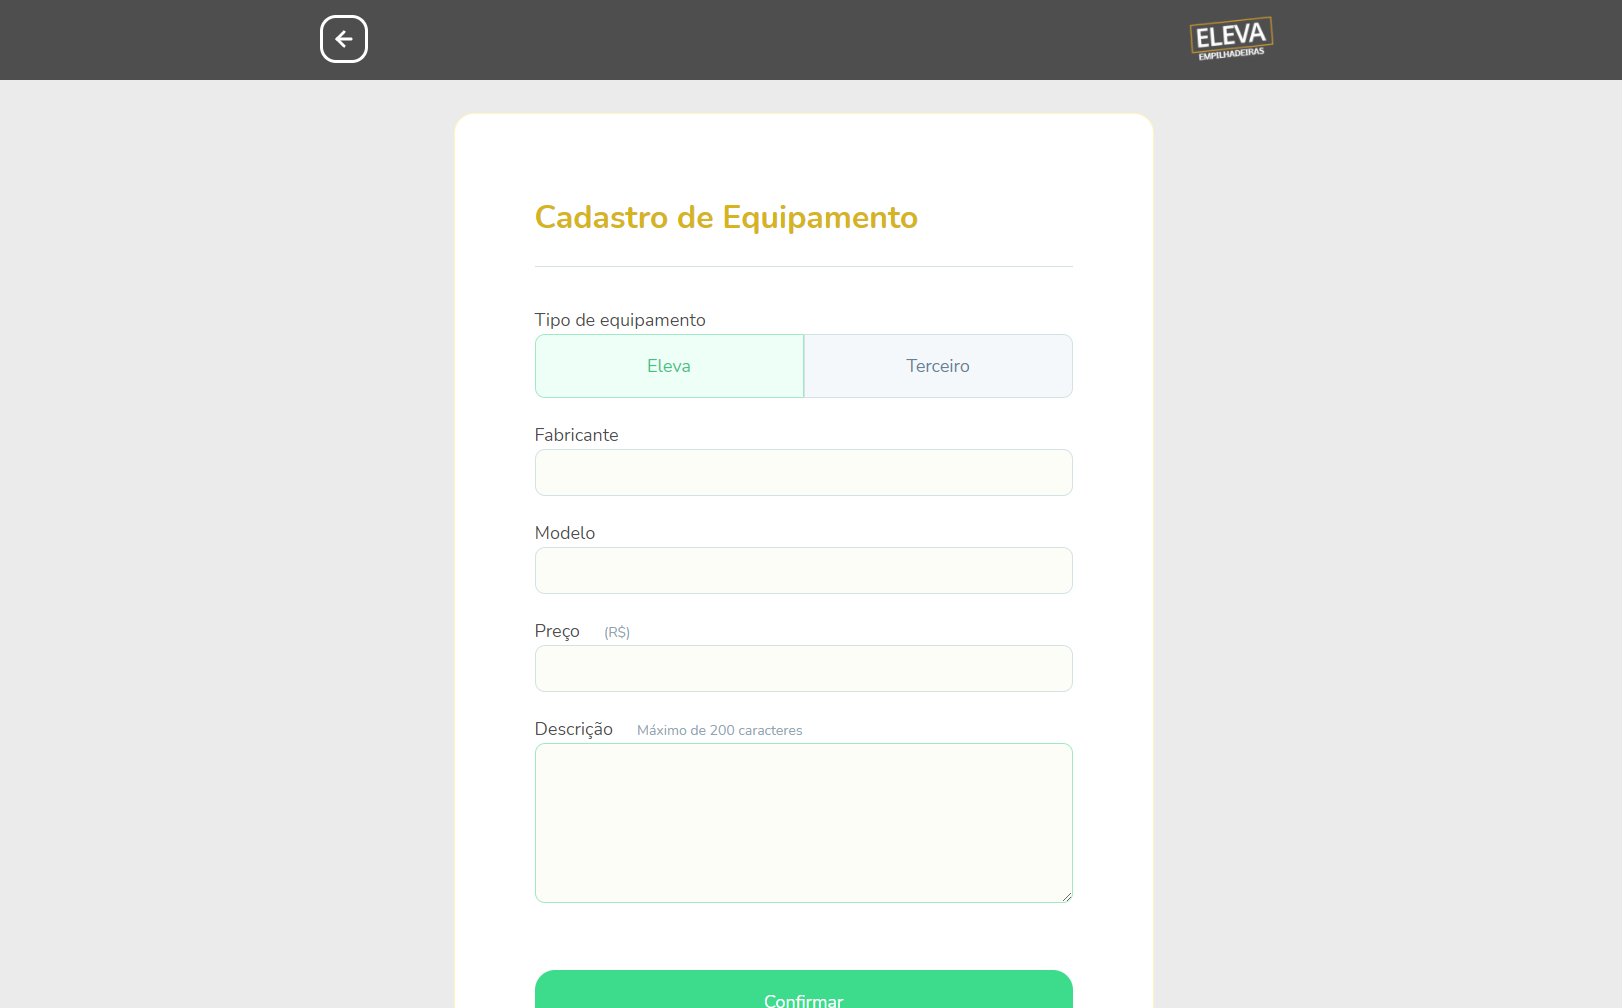 ELEVA
EMPILHADEIRAS
Cadastro de Equipamento
Tipo de equipamento
Eleva
Terceiro
Fabricante
Modelo
Preço (R$)
Descrição Máximo de 200 caracteres
Confirmar